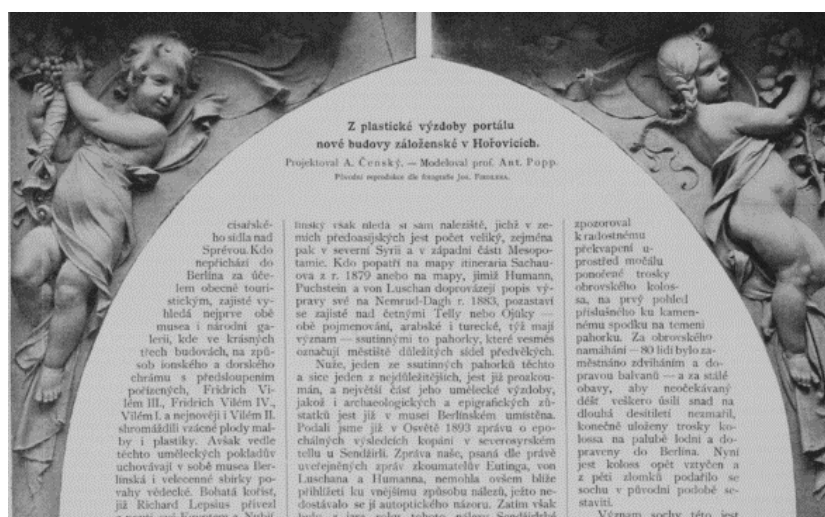 Z plastické výzdoby portálu
nové budovy záloženské v Hořovicích.
Projektoval A. Čenský. — Modeloval prof. Ant. Popp.
Původní reprodukce dle fotografie Jos.
císařské-
ho sídla nad
Sprévou. Kdo
nepřichází do
Berlína za úče-
lem obecně touri-
stickým, zajisté vy-
hledá nejprve obě
musea i národní ga-
lerii, kde ve krásných
třech budovách, na způ-
sob ionského a dorského
chrámu s předsloupením
pořízených, Fridrich Vi-
lém III., Fridrich Vilém IV.,
Vilém I. a nejnověji i Vilém II.
shromáždili vzácné plody mal-
by i plastiky. Avšak vedle
těchto uměleckých pokladův
uchovávají v sobě musea Ber-
línská i velecenné sbírky po-
vahy vědecké. Bohatá kořist,
již Richard Lepsius přivezl
línský však hledá si sám naleziště, jichž v ze-
mích předoasijských jest počet veliký, zejména
pak v severní Syrii a v západní části Mesopo-
tamie. Kdo popatří na mapy itineraria Sachau-
ova z r. 1879 anebo na mapy, jimiž Humann,
Puchstein a von Luschan doprovázejí popis vý-
pravy své na Nemrud-Dagh r. 1883, pozastaví
se zajisté nad četnými Telly nebo Ojúky —
obě pojmenování, arabské i turecké, týž mají
význam — ssutinnými to pahorky, které vesměs
označují městiště důležitých sídel předvěkých.
Nuže, jeden ze ssutinných pahorků těchto
a sice jeden z nejdůležitějších, jest již prozkou-
mán, a největší část jeho umělecké výzdoby,
jakož i archaeologických a epigrafických zů-
statků jest již v musei Berlínském umístěna.
Podali jsme již v Osvětě 1893 zprávu o epo-
chálných výsledcích kopání v severosyrském
tellu u Sendžirli. Zpráva naše, psaná dle právě
uveřejněných zpráv zkoumatelův Eutinga, von
Luschana a Humanna, nemohla ovšem blíže
přihlížeti ku vnějšímu způsobu nálezů, ježto ne-
dostávalo se jí autoptického názoru. Zatím však
zpozoroval
k radostnému
překvapení u-
prostřed močálu
ponořené trosky
obrovského kolos-
sa, na prvý pohled
příslušného ku kamen-
nému spodku na temeni
pahorku. Za obrovského
namáhání — 80 lidí bylo za-
městnáno zdviháním a do-
pravou balvanů — a za stálé
obavy, aby neočekávaný
déšť veškero úsilí snad na
dlouhá desítiletí nezmařil,
konečně uloženy trosky ko-
lossa na palubě lodní a do-
praveny do Berlína. Nyní
jest koloss opět vztyčen a
z pěti zlomků podařilo se
sochu v původní podobě se-
staviti.
Význam sochy této jest